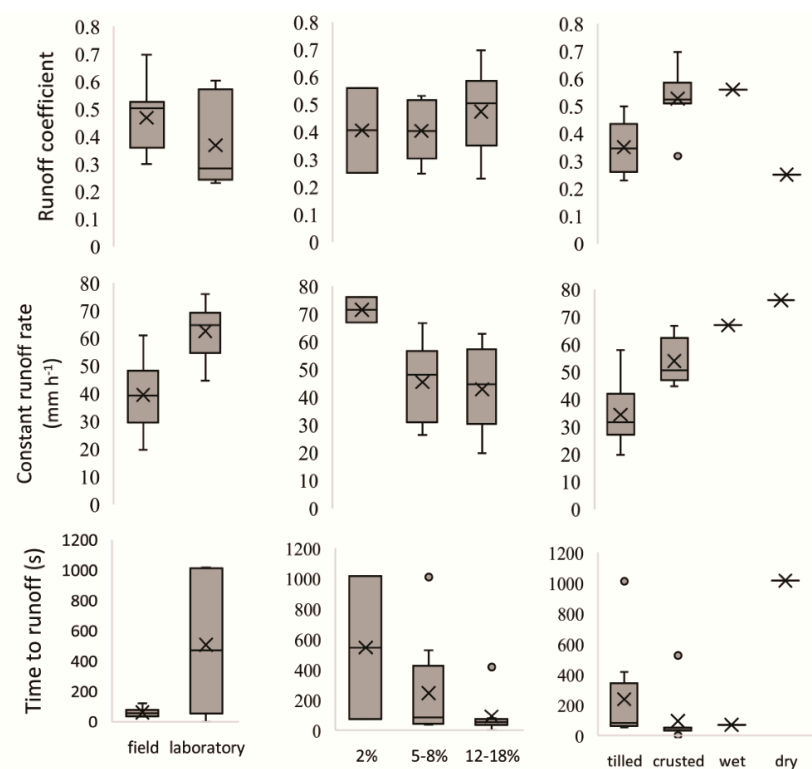 Runoff coefficient
0.8 0.7 0.6 0.5 0.4 0.3 0.2 0.1 0
0.8 0.7 0.6 0.5 0.4 0.3 0.2 0.1 0
0.8 0.7 0.6 0.5 0.4 0.3 0.2 0.1 0
Constant runoff rate
(mm h-1)
80 70 60 50 40 30 20 10 0
80 70 60 50 40 30 20 10 0
80 70 60 50 40 30 20 10 0
Time to runoff (s)
1200 1000 800 600 400 200 0
1200 1000 800 600 400 200 0
1200 1000 800 600 400 200 0
field laboratory
2% 5-8% 12-18%
tilled crusted wet dry